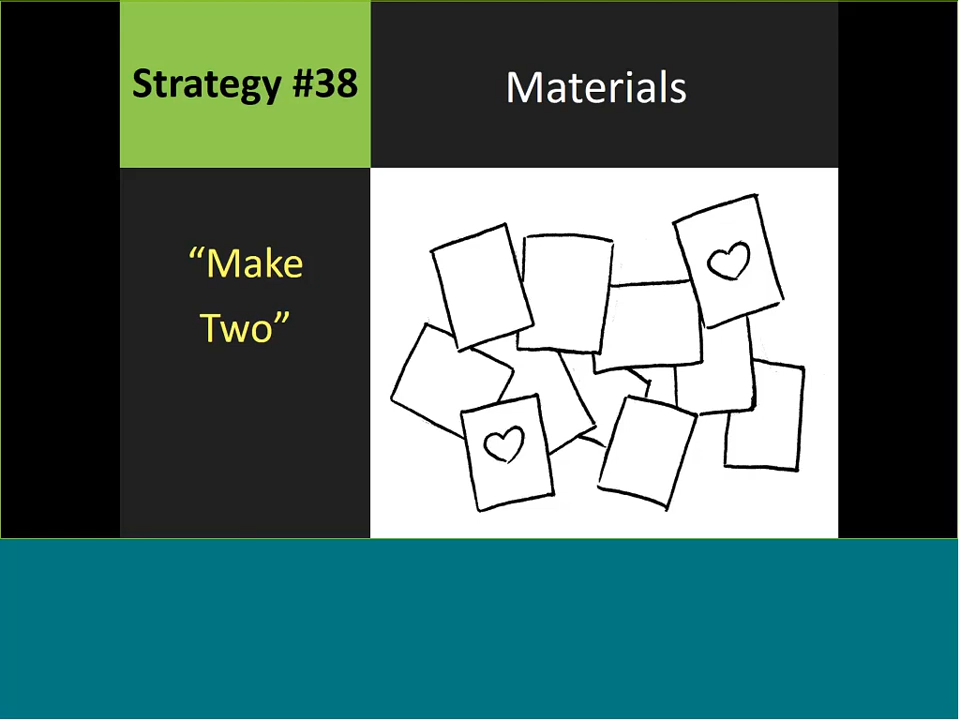 Strategy #38
Materials
“Make
Two”